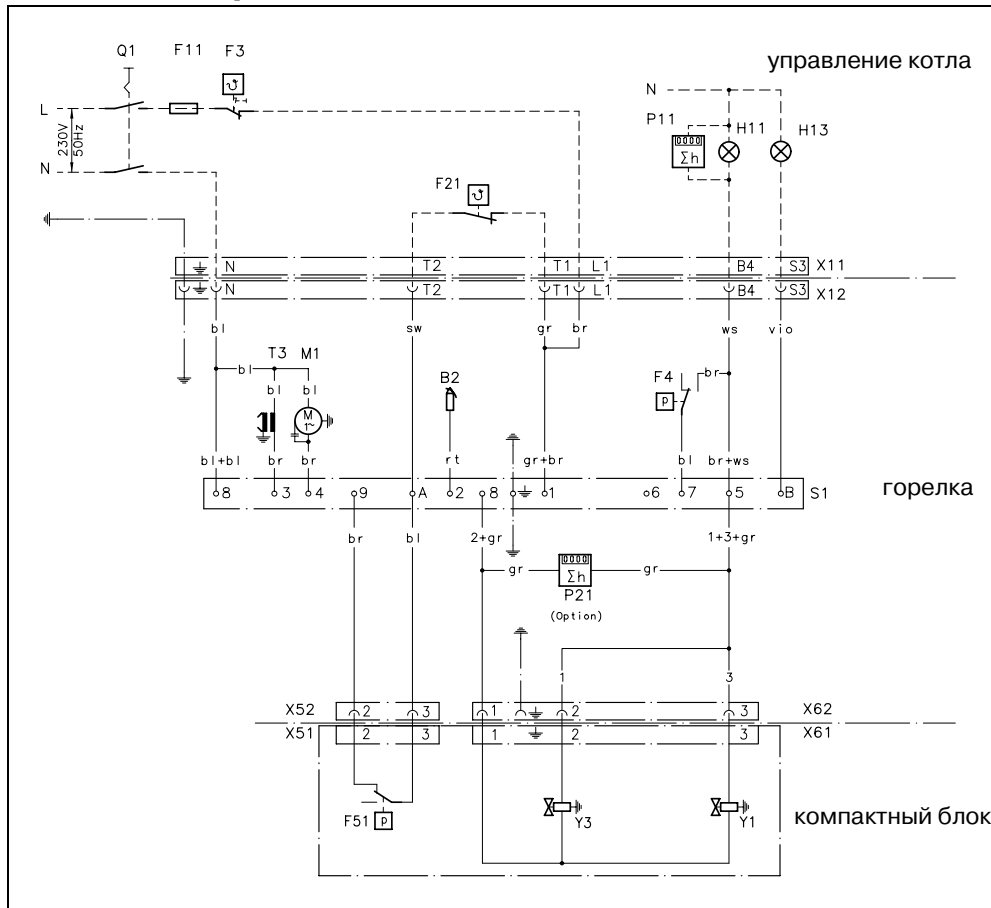 управление котла
Q1 F11 F3
L
230V
50Hz
N
N
P11 H11 H13
0000
Σh
F21
N T2 T1 L1 B4 S3 X11
N T2 T1 L1 B4 S3 X12
bl sw gr br ws vio
T3 M1
bl bl bl
B2
F4 br
p
M
1~
bl+bl br br rt gr+br bl br+ws
8 3 4 9 A 2 8 1 6 7 5 B S1
горелка
br bl 2+gr 1+3+gr
gr 0000 gr
Σh
P21
(Option)
1 3
X52 2 3 1 2 3 X62
X51 2 3 1 2 3 X61
F51 p
Y3 Y1
компактный блок